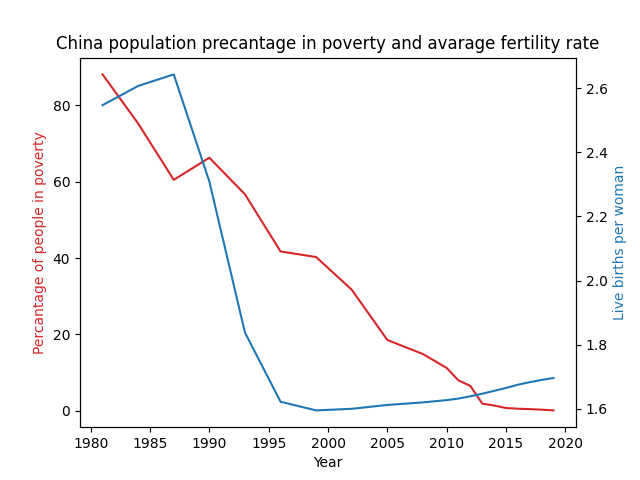 China population precantage in poverty and avarage fertility rate
Percantage of people in poverty
80
60
40
20
0
2.6
2.4
2.2
2.0
1.8
1.6
Live births per woman
1980 1985 1990 1995 2000 2005 2010 2015 2020
Year